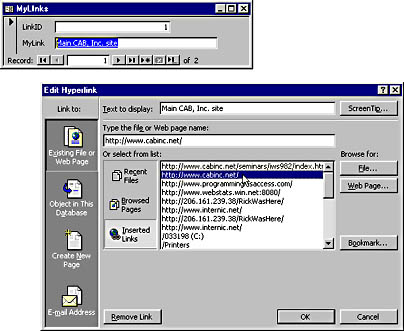 MyLinks
LinkID 1
MyLink Main CAB, Inc. site
Record: 1 of 2
Edit Hyperlink
Link to: Text to display: Main CAB, Inc. site ScreenTip...
Type the file or Web page name:
http://www.cabinc.net/
Existing File or Web Page
Or select from list: Browse for:
Recent Files
Browsed Pages
Inserted Links
http://www.cabinc.net/seminars/iws982/index.htm
http://www.cabinc.net/
http://www.programmingaccess.com/
http://www.webstats.win.net:8080/
http://206.161.239.38/RickWasHere/
http://www.internic.net/
http://206.161.239.38/RickWasHere/
http://www.internic.net/
/033198 (C:)
/Printers
File...
Web Page...
Bookmark...
Object in This Database
Create New Page
E-mail Address
Remove Link OK Cancel